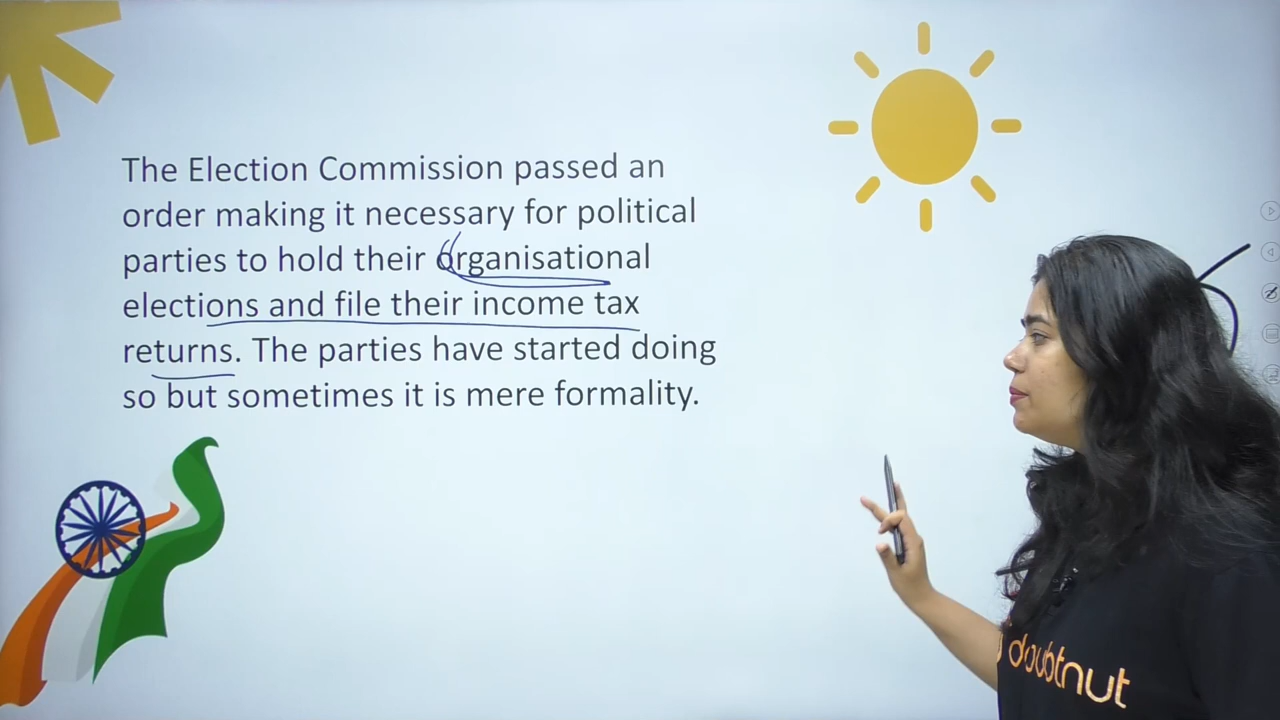 The Election Commission passed an
order making it necessary for political
parties to hold their organisational
elections and file their income tax
returns. The parties have started doing
so but sometimes it is mere formality.
doubtnut